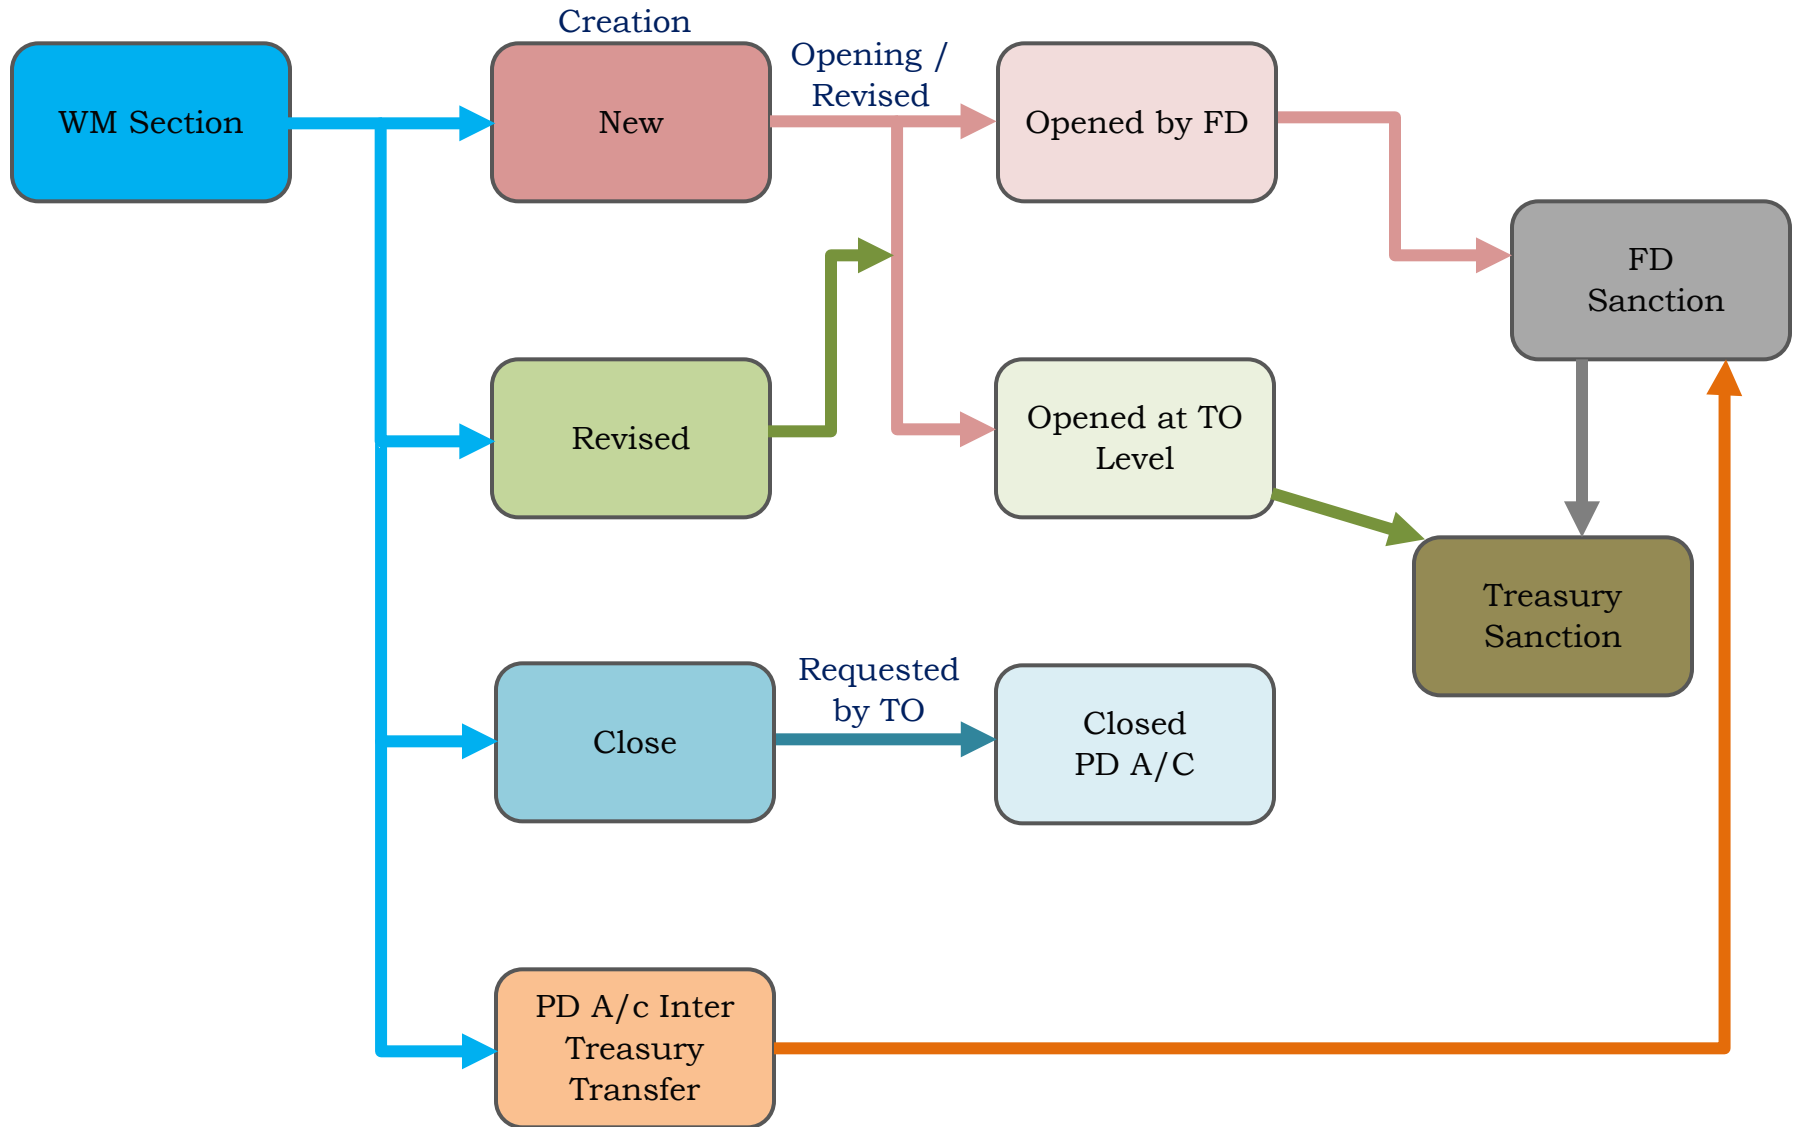 Creation
WM Section
New
Opening /
Revised
Opened by FD
FD
Sanction
Revised
Opened at TO
Level
Treasury
Sanction
Close
Requested
by TO
Closed
PD A/C
PD A/c Inter
Treasury
Transfer